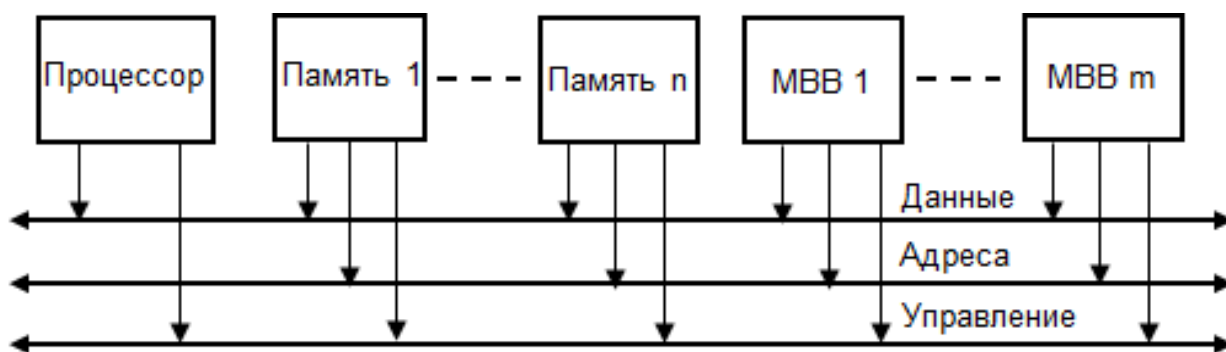 Процессор
Память 1
Память n
МВВ 1
МВВ m
Данные
Адреса
Управление